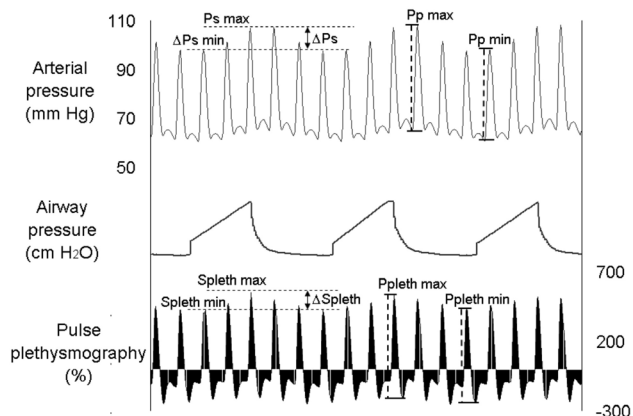 110
90
70
50
Arterial
pressure
(mm Hg)
Ps max
ΔPs min
ΔPs
Pp max
Pp min
Airway
pressure
(cm H2O)
700
200
-300
Pulse
plethysmography
(%)
Spleth max
Spleth min
ΔSpleth
Ppleth max
Ppleth min